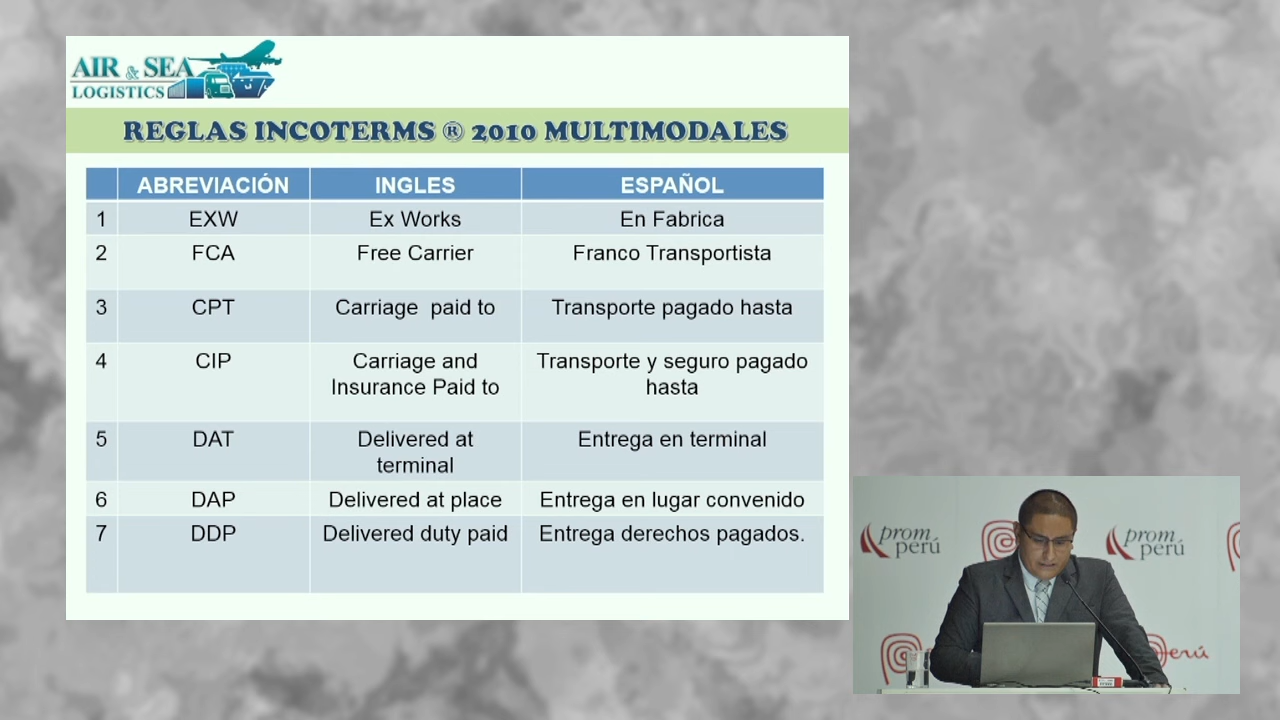 AIR & SEA
LOGISTICS
REGLAS INCOTERMS ® 2010 MULTIMODALES
ABREVIACIÓN INGLES ESPAÑOL
1 EXW Ex Works En Fabrica
2 FCA Free Carrier Franco Transportista
3 CPT Carriage paid to Transporte pagado hasta
4 CIP Carriage and Insurance Paid to Transporte y seguro pagado hasta
5 DAT Delivered at terminal Entrega en terminal
6 DAP Delivered at place Entrega en lugar convenido
7 DDP Delivered duty paid Entrega derechos pagados.
prom
perú
prom
perú
Perú